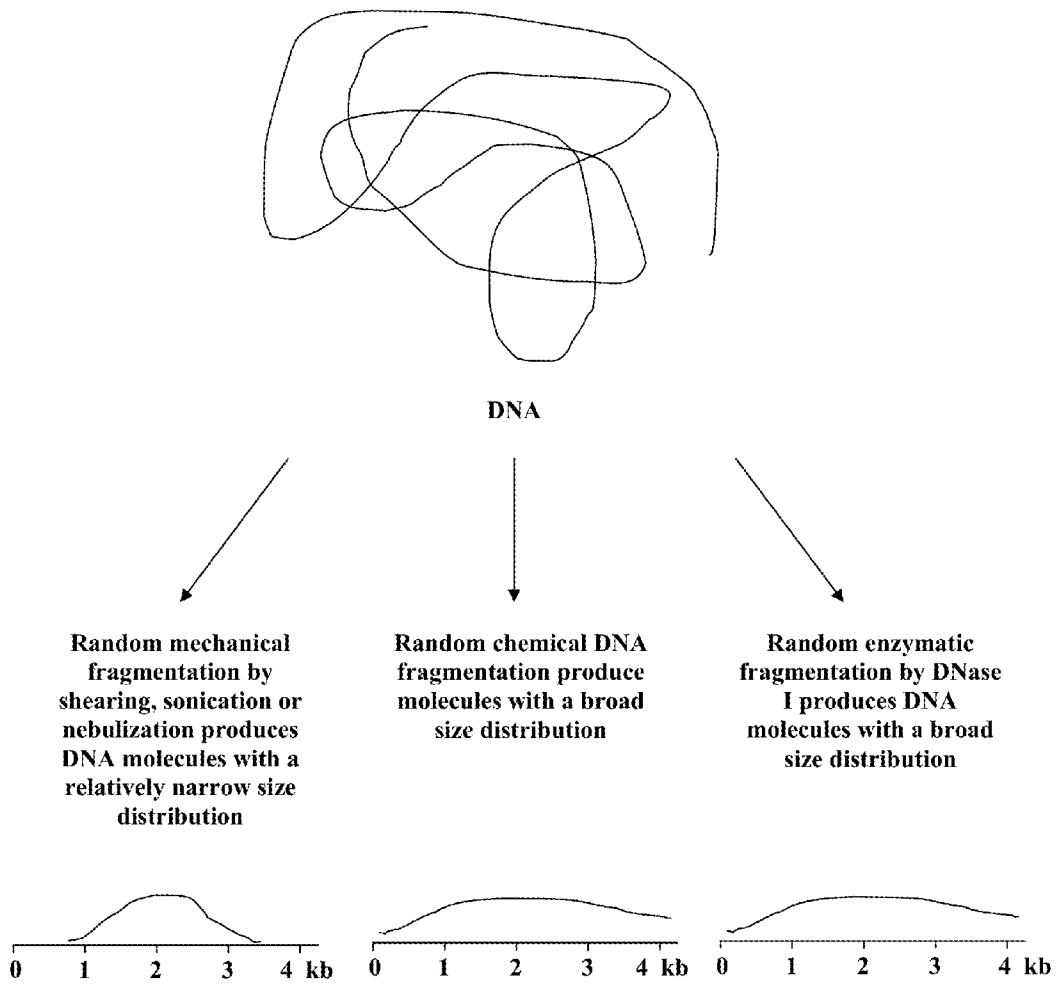 DNA
Random mechanical
fragmentation by
shearing, sonication or
nebulization produces
DNA molecules with a
relatively narrow size
distribution
Random chemical DNA
fragmentation produce
molecules with a broad
size distribution
Random enzymatic
fragmentation by DNase
I produces DNA
molecules with a broad
size distribution
0 1 2 3 4 kb
0 1 2 3 4 kb
0 1 2 3 4 kb